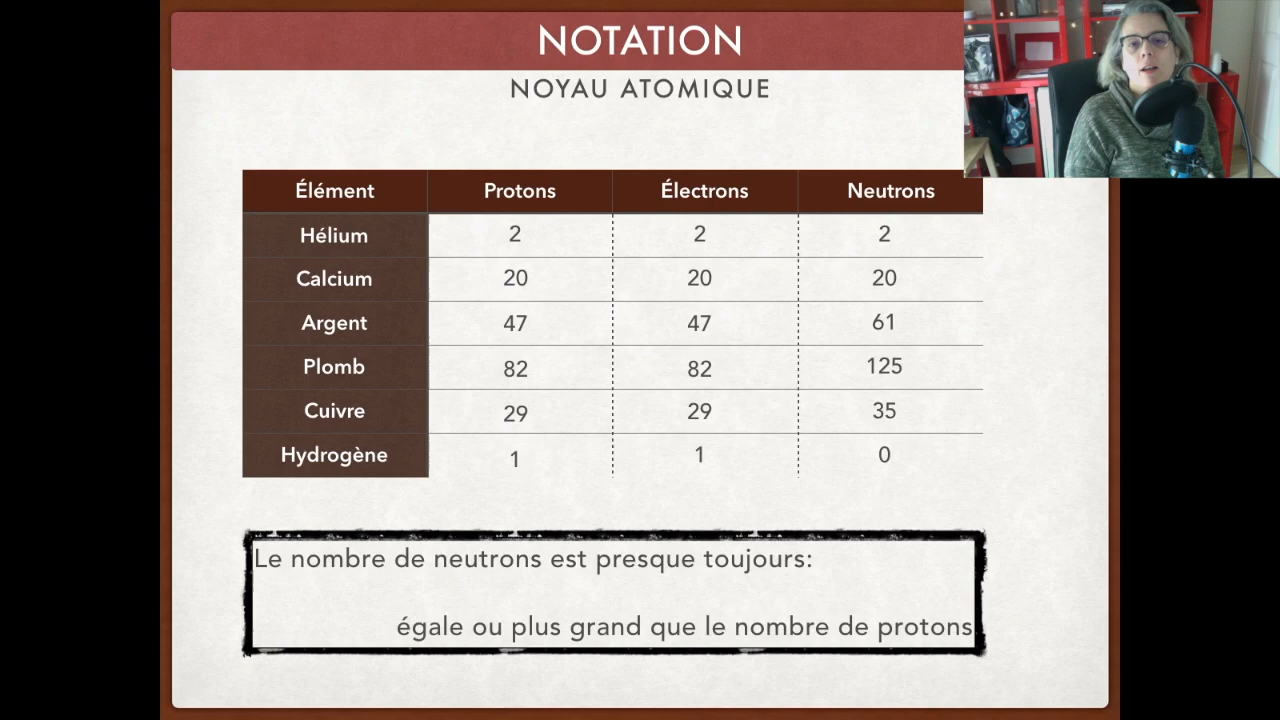 NOTATION
NOYAU ATOMIQUE
Élément Protons Électrons Neutrons
Hélium 2 2 2
Calcium 20 20 20
Argent 47 47 61
Plomb 82 82 125
Cuivre 29 29 35
Hydrogène 1 1 0
Le nombre de neutrons est presque toujours:
égale ou plus grand que le nombre de protons